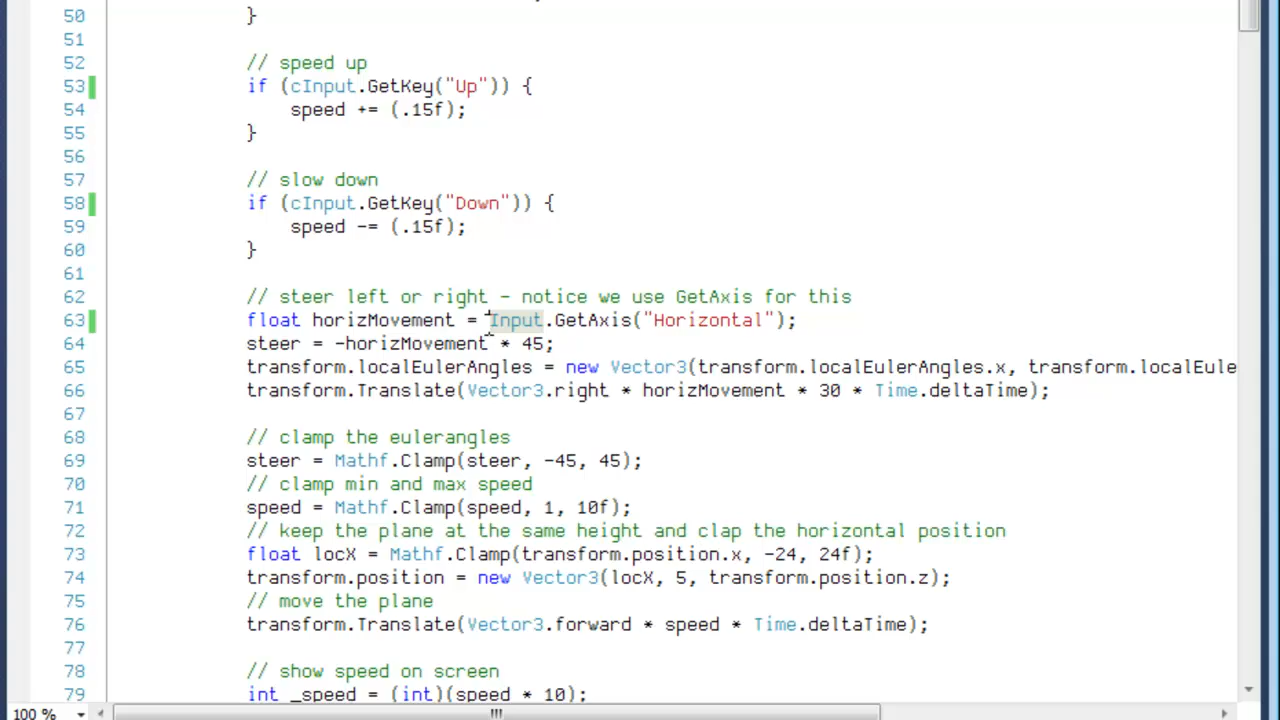 50 }
51
52 // speed up
53 if (cInput.GetKey("Up")) {
54 speed += (.15f);
55 }
56
57 // slow down
58 if (cInput.GetKey("Down")) {
59 speed -= (.15f);
60 }
61
62 // steer left or right - notice we use GetAxis for this
63 float horizMovement = Input.GetAxis("Horizontal");
64 steer = -horizMovement * 45;
65 transform.localEulerAngles = new Vector3(transform.localEulerAngles.x, transform.localEule
66 transform.Translate(Vector3.right * horizMovement * 30 * Time.deltaTime);
67
68 // clamp the eulerangles
69 steer = Mathf.Clamp(steer, -45, 45);
70 // clamp min and max speed
71 speed = Mathf.Clamp(speed, 1, 10f);
72 // keep the plane at the same height and clap the horizontal position
73 float locX = Mathf.Clamp(transform.position.x, -24, 24f);
74 transform.position = new Vector3(locX, 5, transform.position.z);
75 // move the plane
76 transform.Translate(Vector3.forward * speed * Time.deltaTime);
77
78 // show speed on screen
79 int _speed = (int)(speed * 10);
100 %